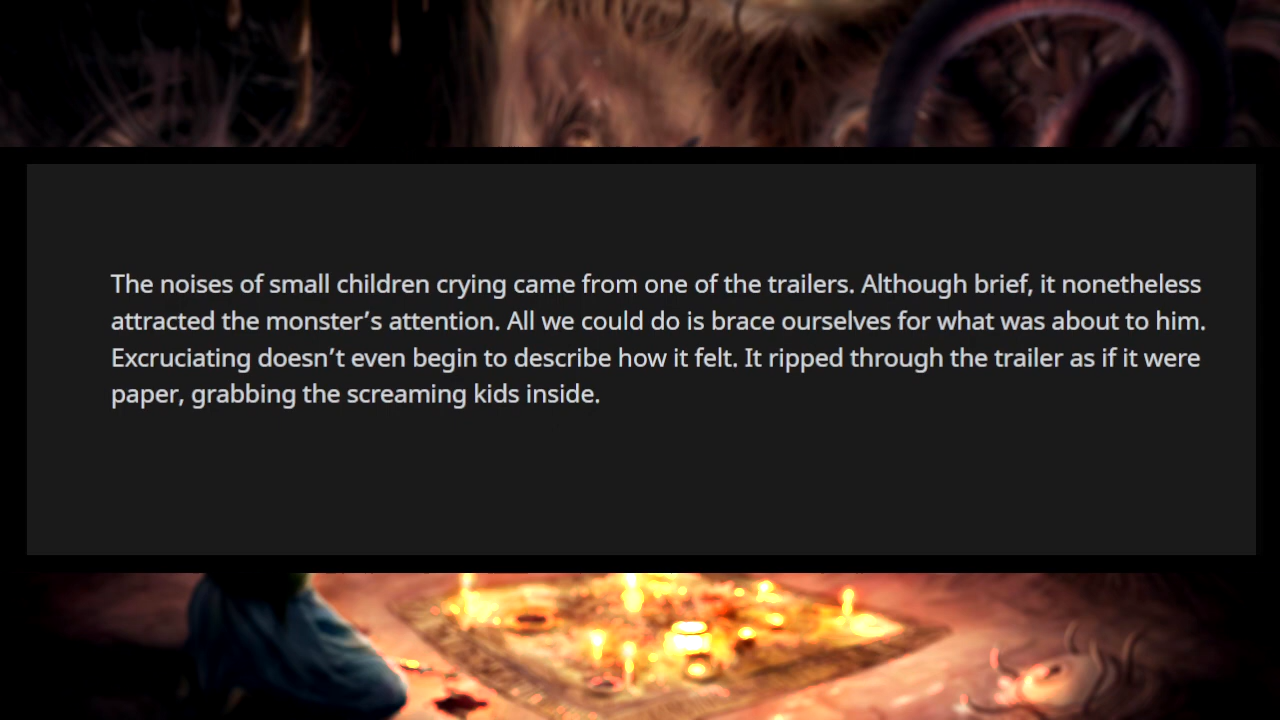 The noises of small children crying came from one of the trailers. Although brief, it nonetheless
attracted the monster’s attention. All we could do is brace ourselves for what was about to him.
Excruciating doesn’t even begin to describe how it felt. It ripped through the trailer as if it were
paper, grabbing the screaming kids inside.